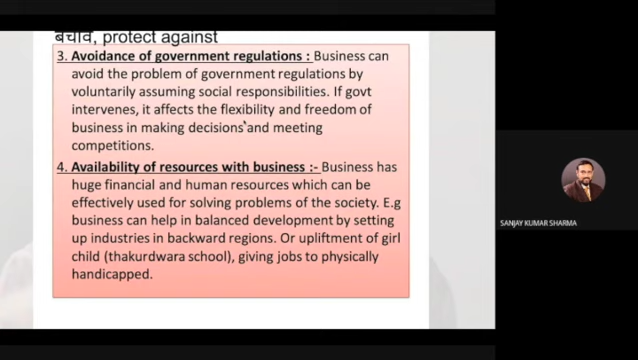 बचाव, protect against
3. Avoidance of government regulations : Business can
avoid the problem of government regulations by
voluntarily assuming social responsibilities. If govt
intervenes, it affects the flexibility and freedom of
business in making decisions and meeting
competitions.
4. Availability of resources with business :- Business has
huge financial and human resources which can be
effectively used for solving problems of the society. E.g
business can help in balanced development by setting
up industries in backward regions. Or upliftment of girl
child (thakurdwara school), giving jobs to physically
handicapped.
SANJAY KUMAR SHARMA